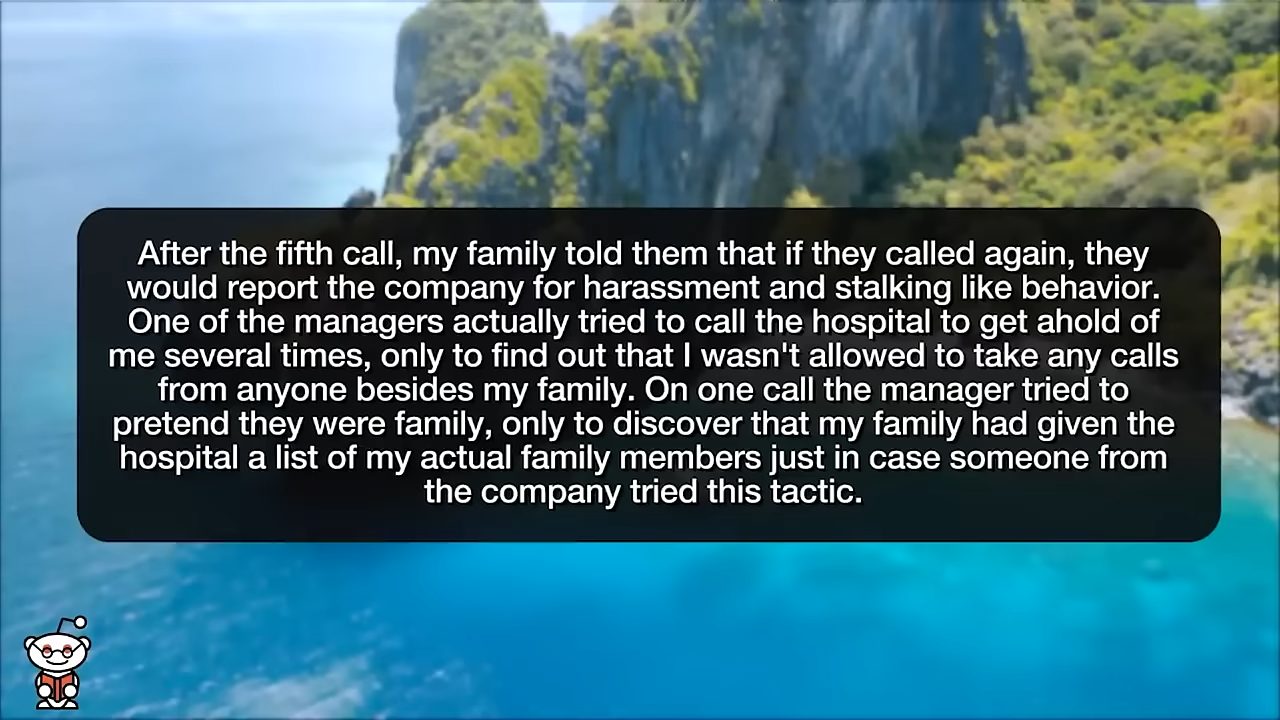 After the fifth call, my family told them that if they called again, they
would report the company for harassment and stalking like behavior.
One of the managers actually tried to call the hospital to get ahold of
me several times, only to find out that I wasn't allowed to take any calls
from anyone besides my family. On one call the manager tried to
pretend they were family, only to discover that my family had given the
hospital a list of my actual family members just in case someone from
the company tried this tactic.